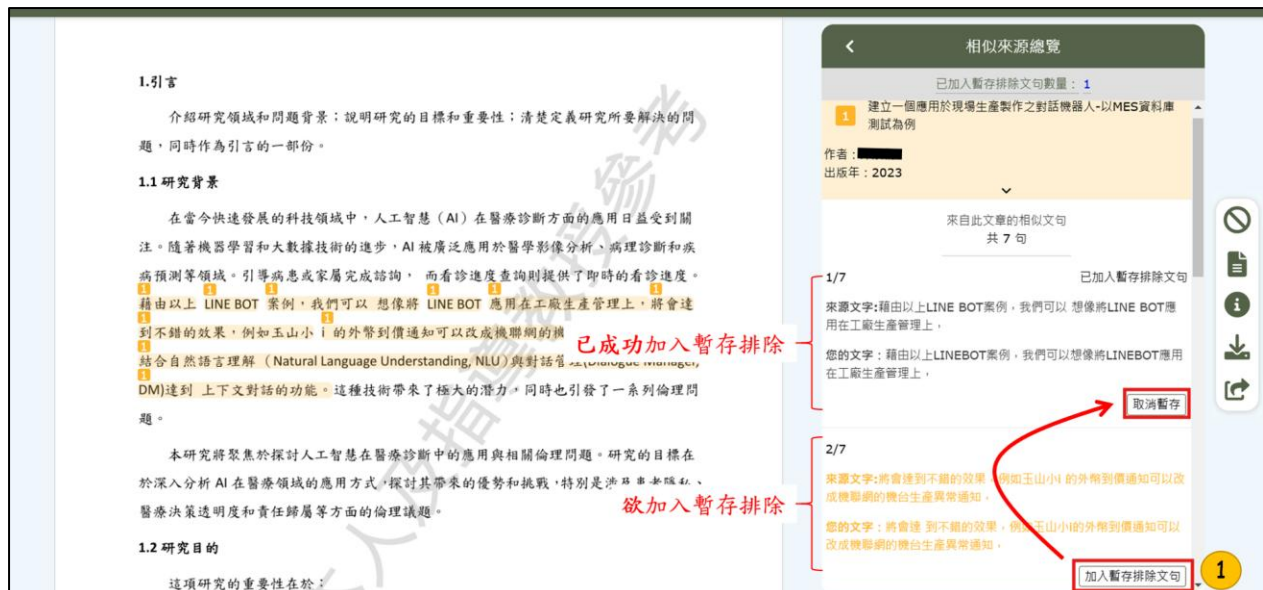 1.引言
介紹研究領域和問題背景；說明研究的目標和重要性；清楚定義研究所要解決的問
題，同時作為引言的一部份。
1.1 研究背景
在當今快速發展的科技領域中，人工智慧（AI）在醫療診斷方面的應用日益受到關
注。隨著機器學習和大數據技術的進步，AI 被廣泛應用於醫學影像分析、病理診斷和疾
病預測等領域。引導病患或家屬完成諮詢， 而看診進度查詢則提供了即時的看診進度。
1 1 1 1 1
藉由以上 LINE BOT 案例，我們可以 想像將 LINE BOT 應用在工廠生產管理上，將會達
1 1
到不錯的效果，例如玉山小 i 的外幣到價通知可以改成機聯網的機
1
結合自然語言理解（Natural Language Understanding, NLU）與對話管理(Dialogue Manager,
1
DM)達到 上下文對話的功能。這種技術帶來了極大的潛力，同時也引發了一系列倫理問
題。
本研究將聚焦於探討人工智慧在醫療診斷中的應用與相關倫理問題。研究的目標在
於深入分析 AI 在醫療領域的應用方式，探討其帶來的優勢和挑戰，特別是涉及患者隱私、
醫療決策透明度和責任歸屬等方面的倫理議題。
1.2 研究目的
這項研究的重要性在於：
人及指導教授參考
已成功加入暫存排除
欲加入暫存排除
相似來源總覽
已加入暫存排除文句數量： 1
1 建立一個應用於現場生產製作之對話機器人-以MES資料庫
測試為例
作者：
出版年：2023
來自此文章的相似文句
共 7 句
1/7 已加入暫存排除文句
來源文字:藉由以上LINE BOT案例，我們可以 想像將LINE BOT應
用在工廠生產管理上，
您的文字：藉由以上LINEBOT案例，我們可以想像將LINEBOT應用
在工廠生產管理上，
取消暫存
2/7
來源文字:將會達到不錯的效果，例如玉山小i 的外幣到價通知可以改
成機聯網的機台生產異常通知，
您的文字：將會達 到不錯的效果，例如玉山小i的外幣到價通知可以
改成機聯網的機台生產異常通知，
加入暫存排除文句
1